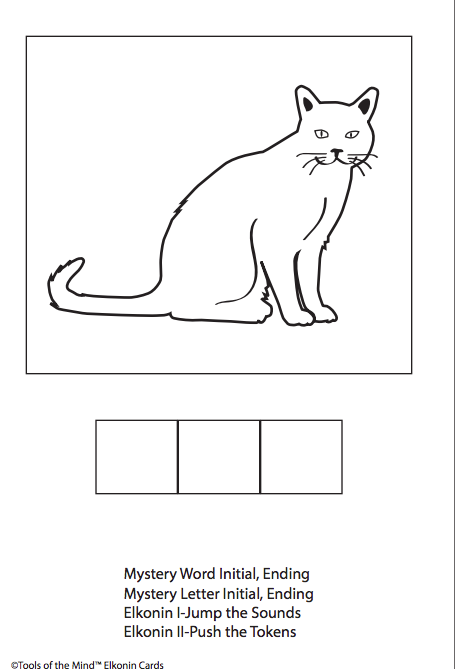 Mystery Word Initial, Ending
Mystery Letter Initial, Ending
Elkonin I-Jump the Sounds
Elkonin II-Push the Tokens
©Tools of the Mind™ Elkonin Cards